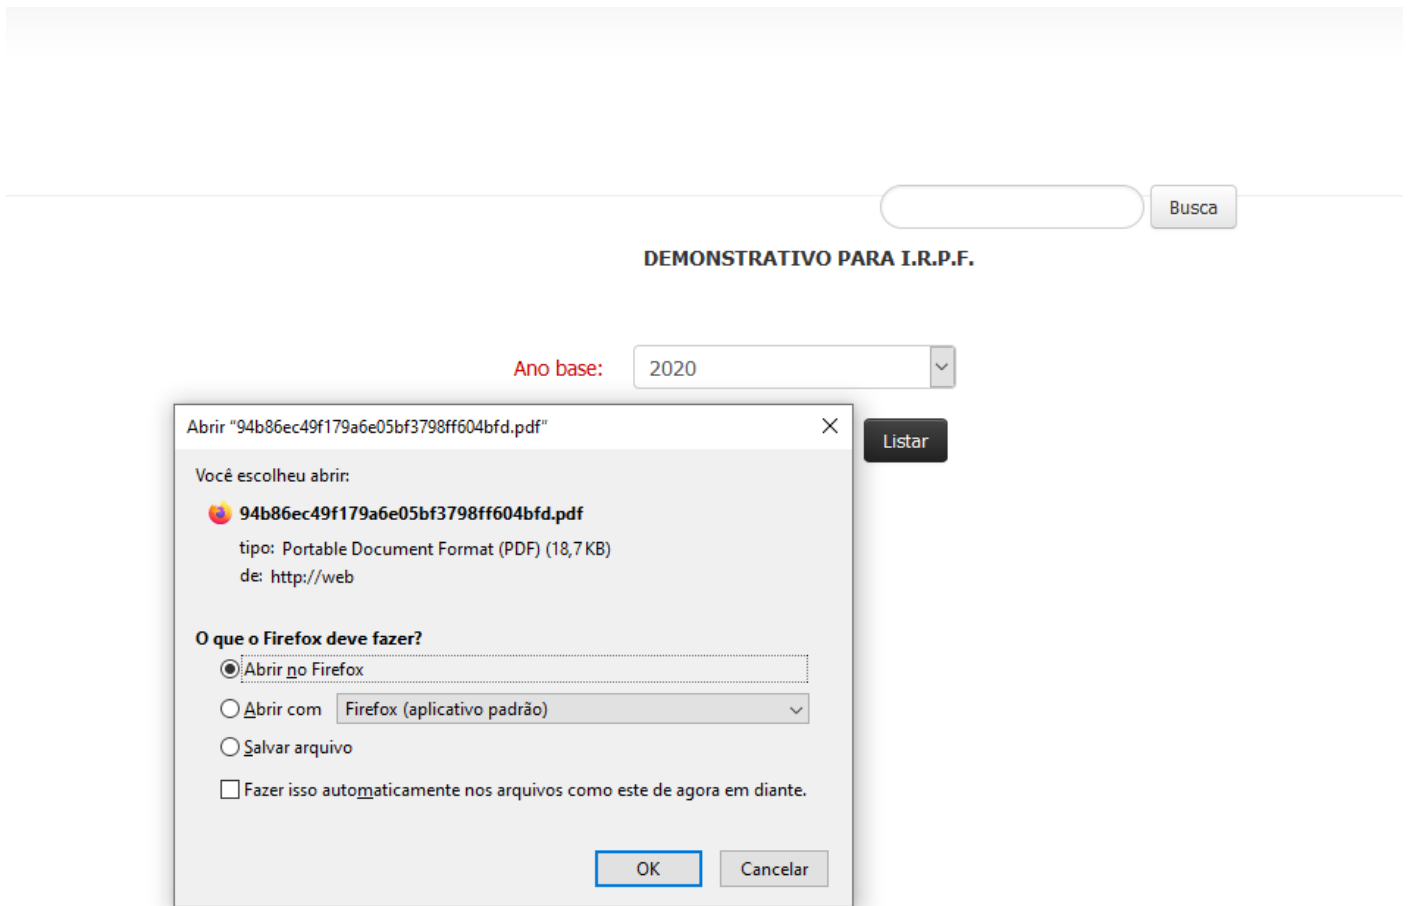 Busca
DEMONSTRATIVO PARA I.R.P.F.
Ano base: 2020
Listar
Abrir "94b86ec49f179a6e05bf3798ff604bfd.pdf"
Você escolheu abrir:
94b86ec49f179a6e05bf3798ff604bfd.pdf
tipo: Portable Document Format (PDF) (18,7 KB)
de: http://web
O que o Firefox deve fazer?
Abrir no Firefox
Abrir com Firefox (aplicativo padrão)
Salvar arquivo
Fazer isso automaticamente nos arquivos como este de agora em diante.
OK Cancelar